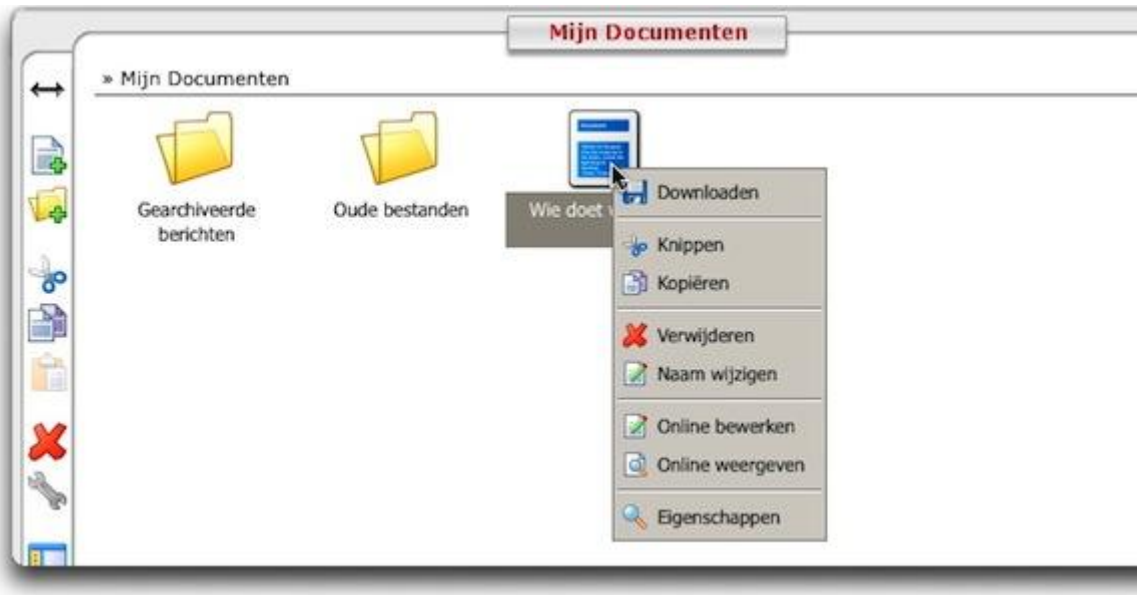 Mijn Documenten
» Mijn Documenten
Gearchiveerde
berichten
Oude bestanden
Wie doet
Downloaden
Knippen
Kopiëren
Verwijderen
Naam wijzigen
Online bewerken
Online weergeven
Eigenschappen